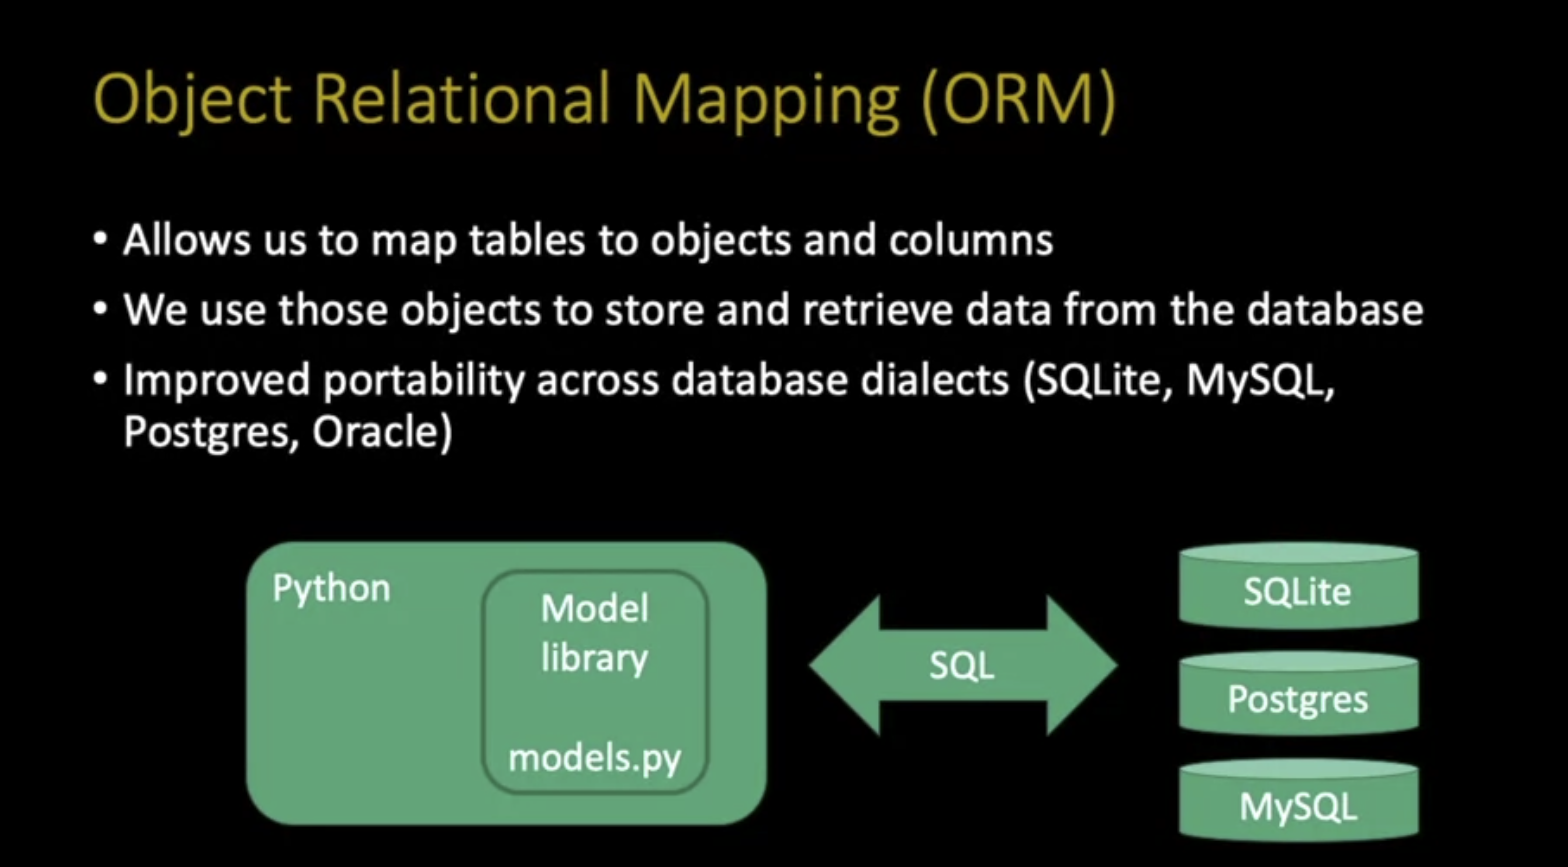 Object Relational Mapping (ORM)
• Allows us to map tables to objects and columns
• We use those objects to store and retrieve data from the database
• Improved portability across database dialects (SQLite, MySQL,
Postgres, Oracle)
Python
Model
library
models.py
SQL
SQLite
Postgres
MySQL